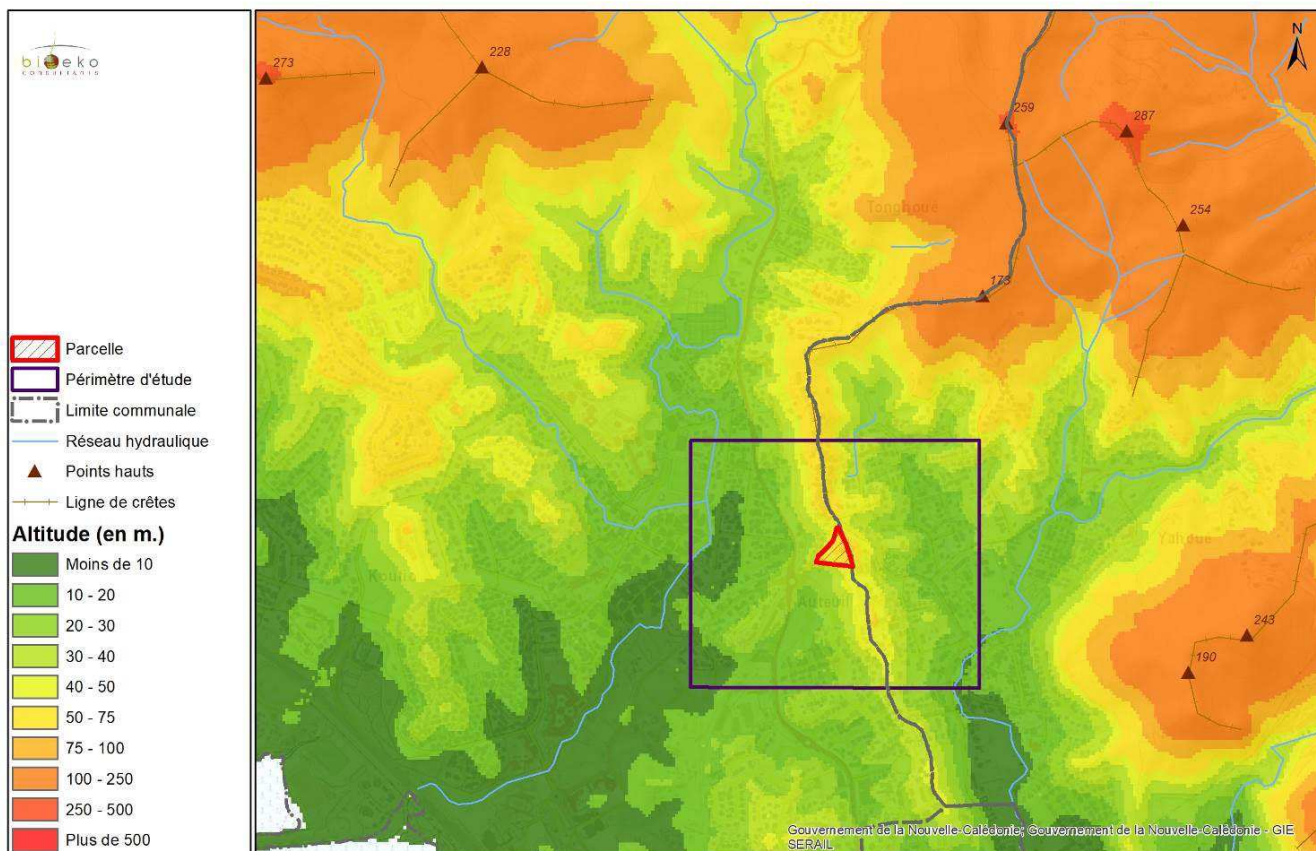 bioeko
CONSULTANTS
Parcelle
Périmètre d'étude
Limite communale
Réseau hydraulique
Points hauts
Ligne de crêtes
Altitude (en m.)
Moins de 10
10 - 20
20 - 30
30 - 40
40 - 50
50 - 75
75 - 100
100 - 250
250 - 500
Plus de 500
N
273
228
259
287
254
Tonghoué
173
Yahoué
Koutio
Auteuil
243
190
Gouvernement de la Nouvelle-Calédonie; Gouvernement de la Nouvelle-Calédonie - GIE
SERAIL